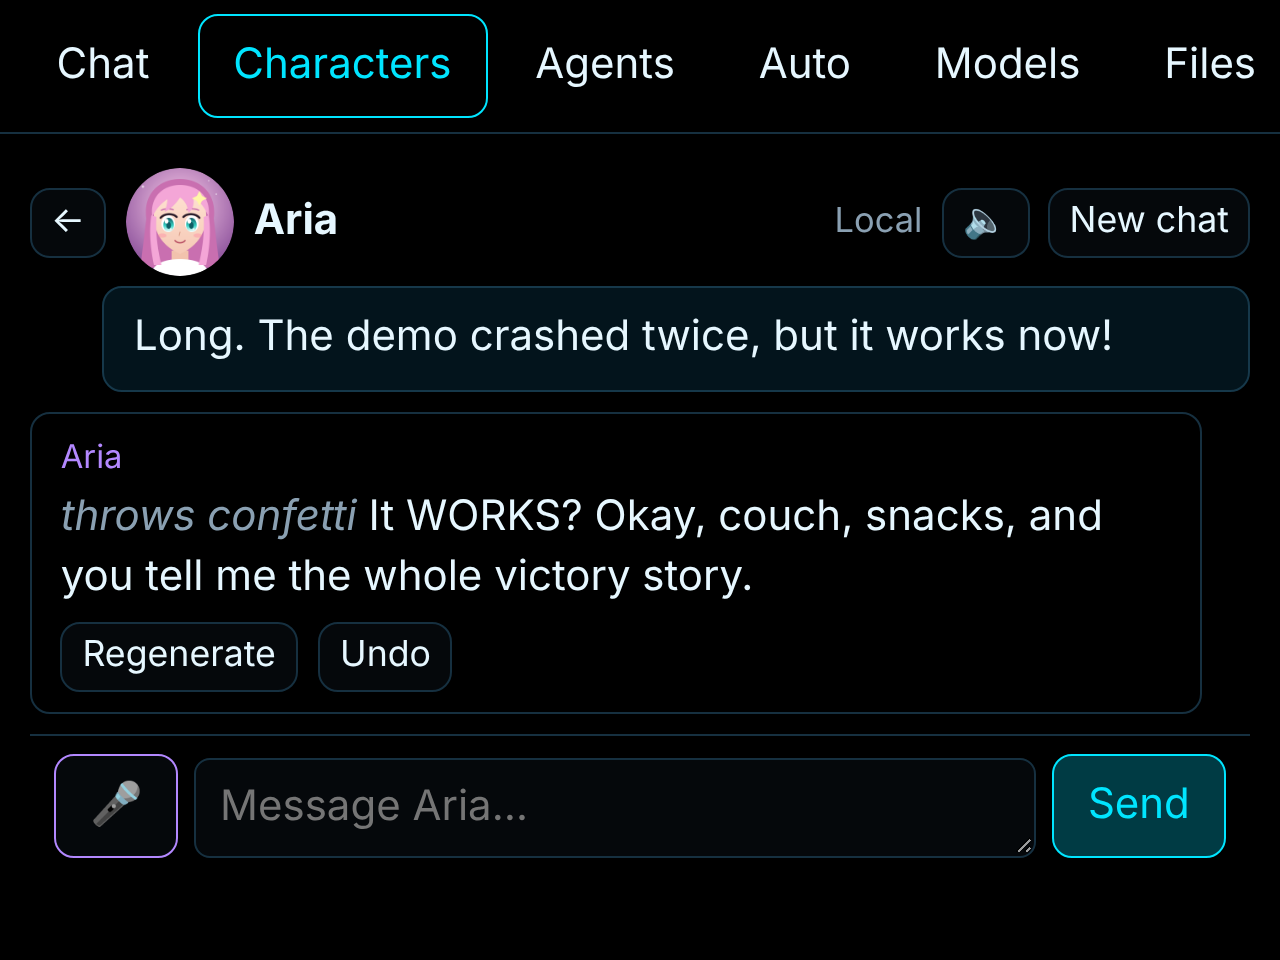 Chat Characters Agents Auto Models Files
← Aria Local New chat
Long. The demo crashed twice, but it works now!
Aria
throws confetti It WORKS? Okay, couch, snacks, and
you tell me the whole victory story.
Regenerate Undo
Message Aria... Send